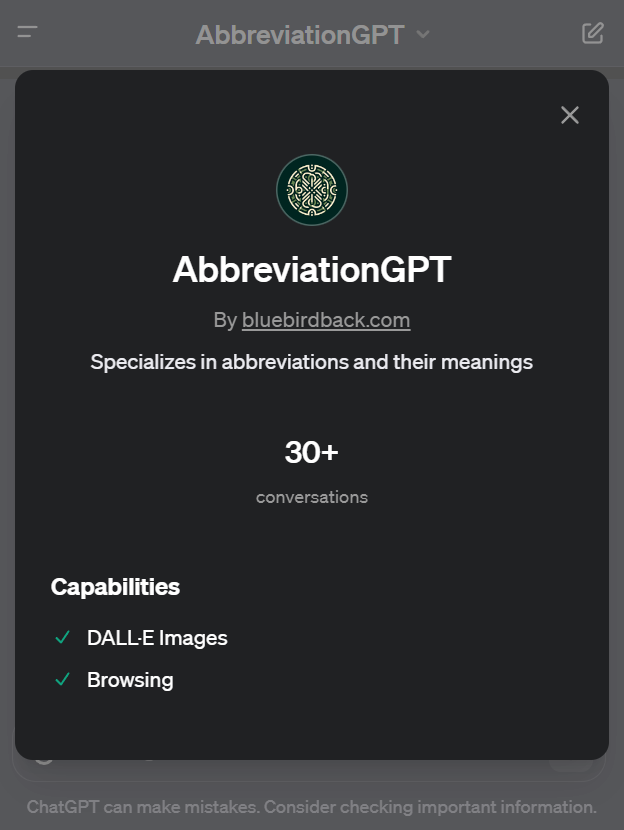 AbbreviationGPT
AbbreviationGPT
By bluebirdback.com
Specializes in abbreviations and their meanings
30+
conversations
Capabilities
DALL·E Images
Browsing
ChatGPT can make mistakes. Consider checking important information.